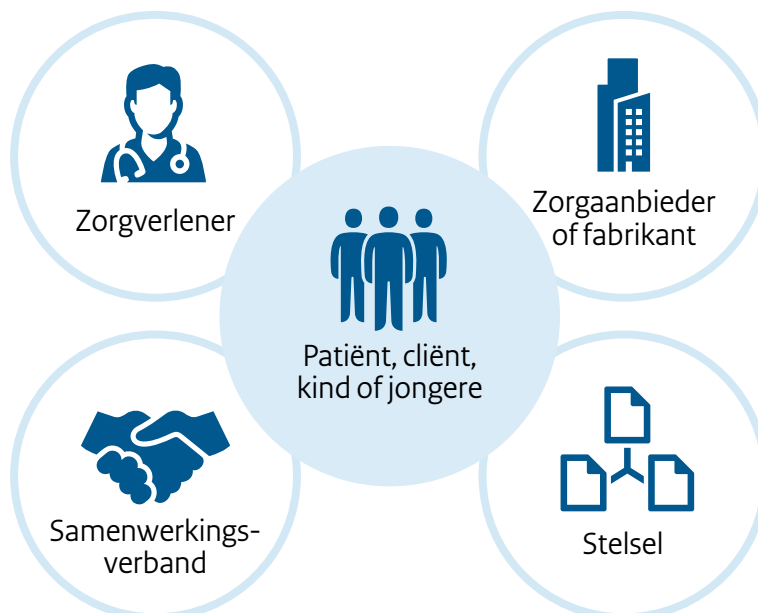 Zorgverlener
Zorgaanbieder
of fabrikant
Patiënt, cliënt,
kind of jongere
Samenwerkings-
verband
Stelsel